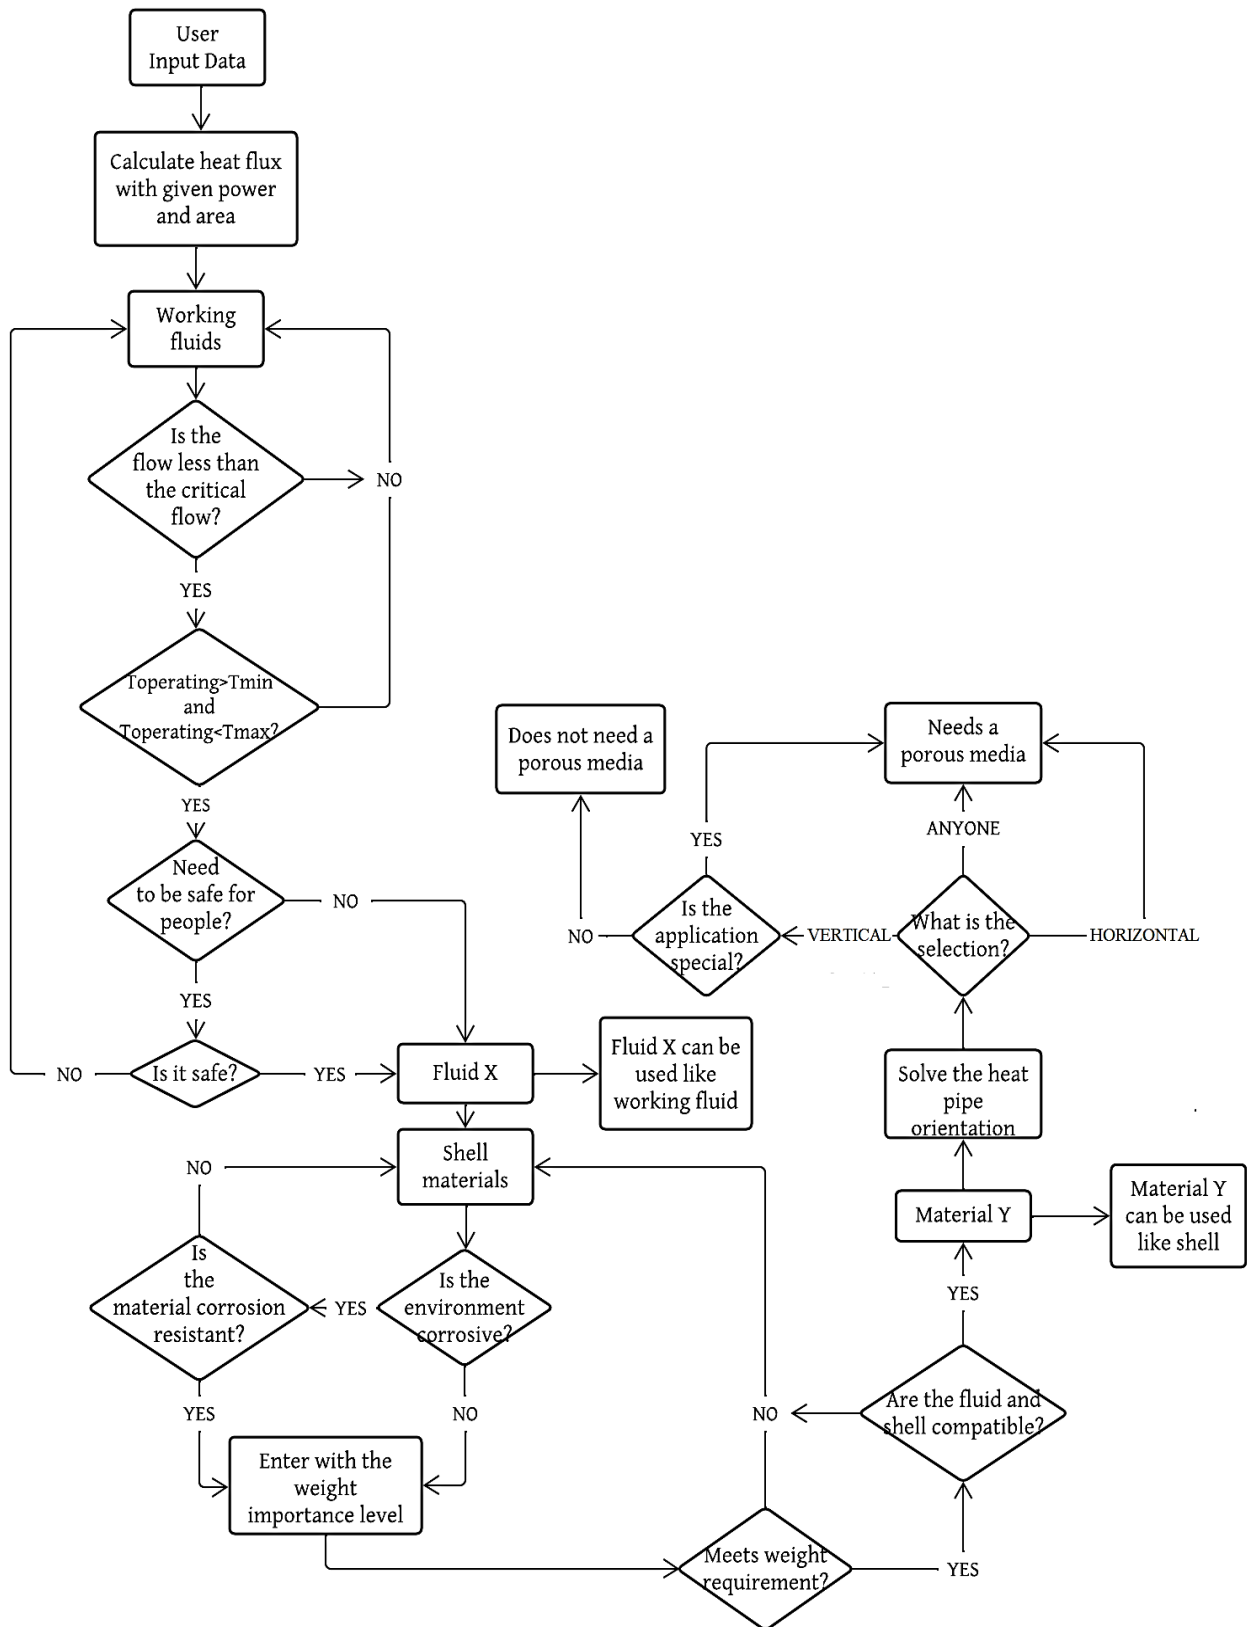 User
Input Data
Calculate heat flux
with given power
and area
Working
fluids
Is the
flow less than
the critical
flow?
NO
YES
Toperating>Tmin
and
Toperating<Tmax?
YES
Need
to be safe for
people?
NO
YES
Is it safe?
NO
YES
Fluid X
Fluid X can be
used like
working fluid
Shell
materials
NO
Is
the
material corrosion
resistant?
YES
Is the
environment
corrosive?
YES
NO
Enter with the
weight
importance level
Meets weight
requirement?
NO
YES
Are the fluid and
shell compatible?
YES
Material Y
Material Y
can be used
like shell
Solve the heat
pipe
orientation
What is the
selection?
VERTICAL
ANYONE
HORIZONTAL
Is the
application
special?
NO
YES
Does not need a
porous media
Needs a
porous media